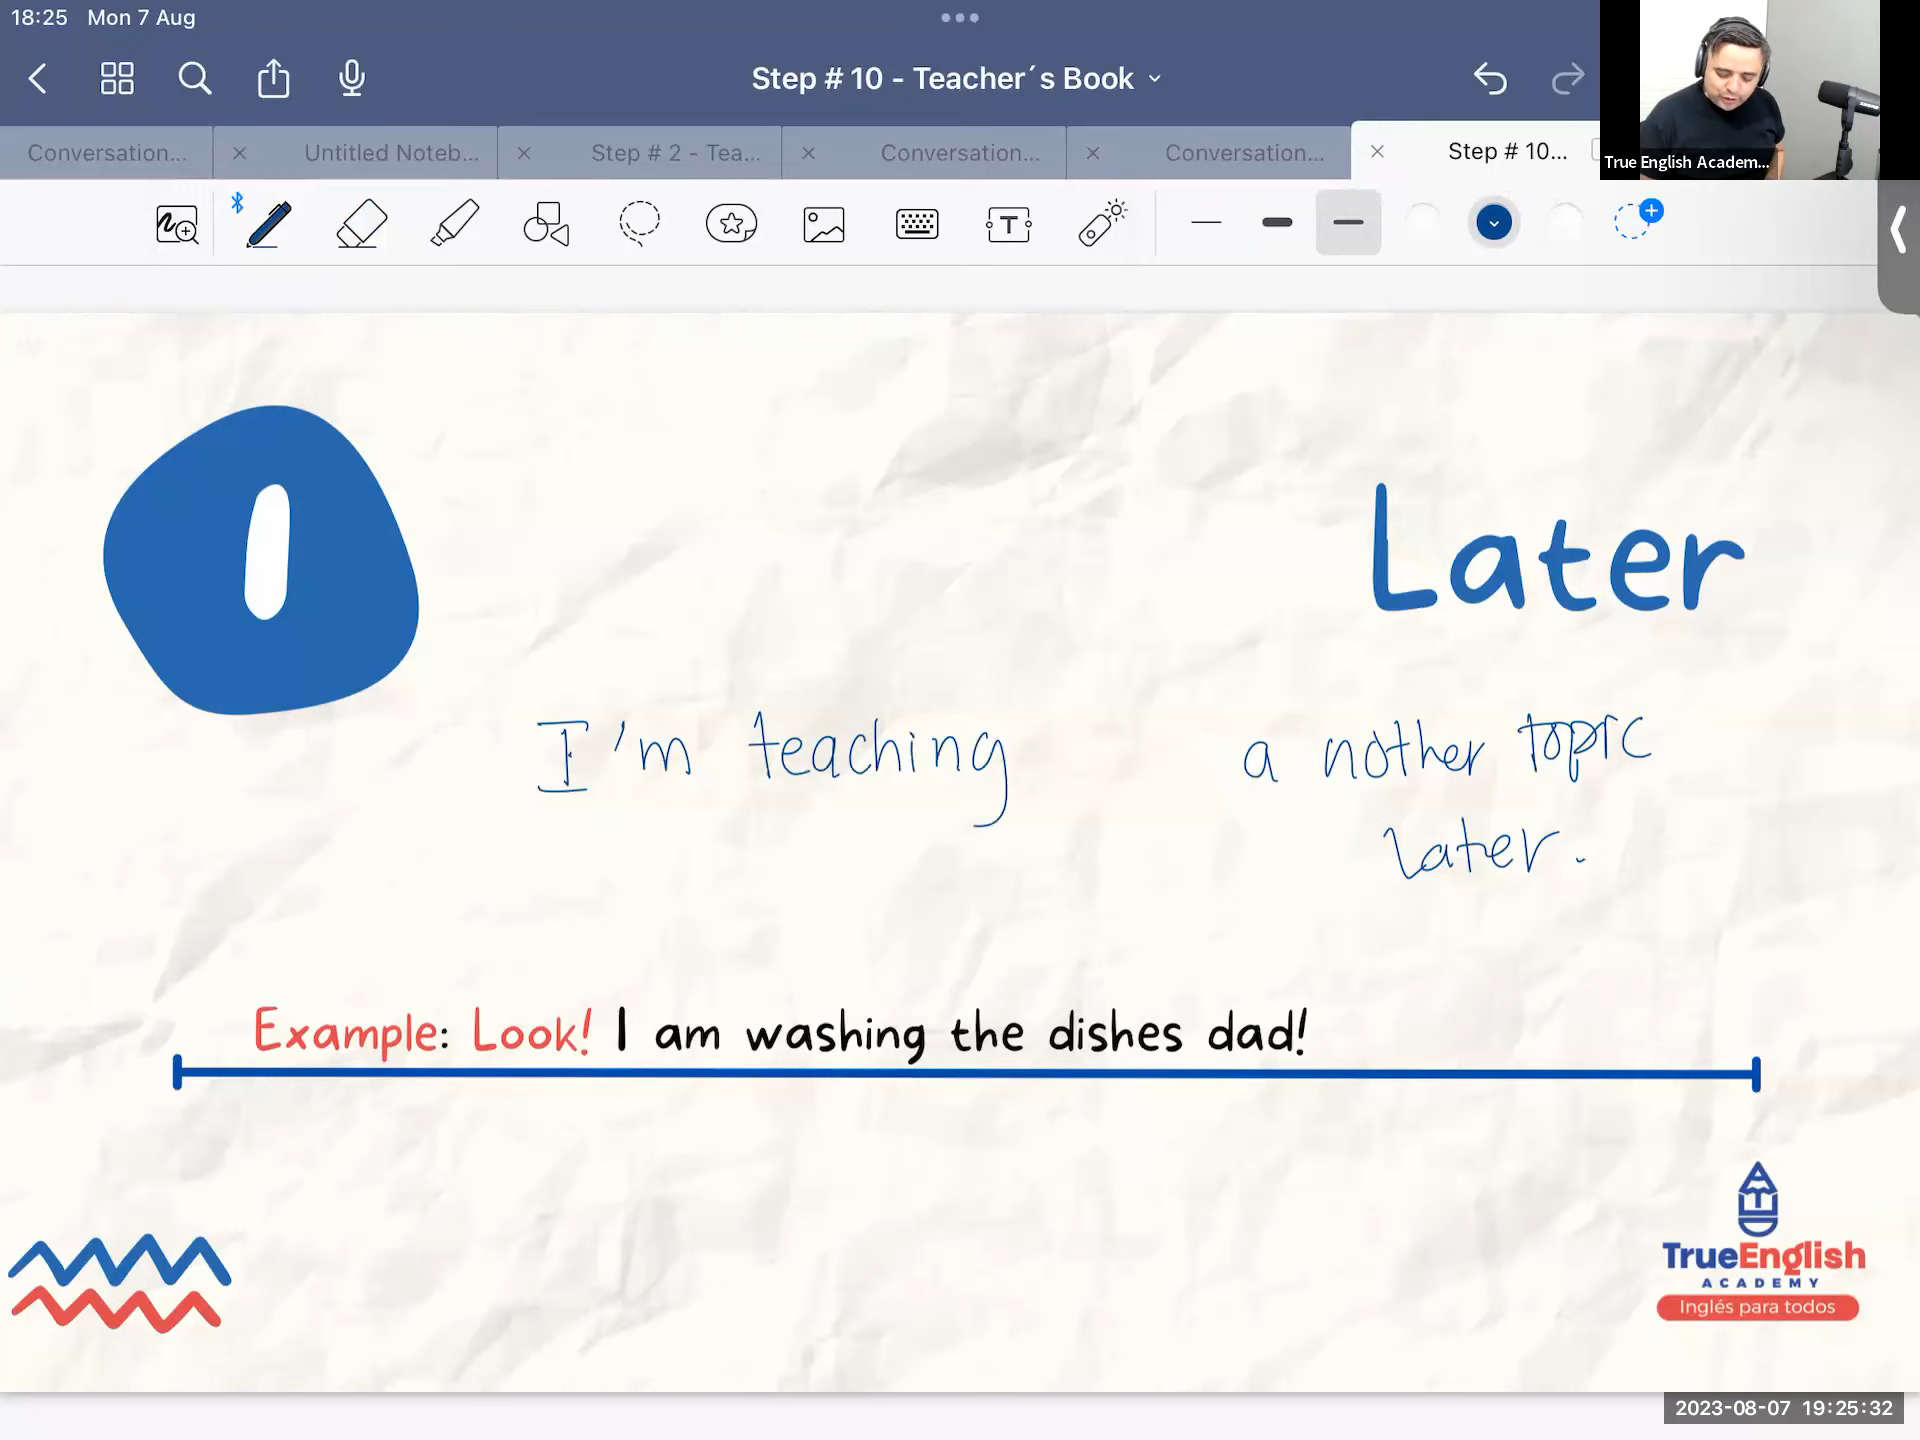 18:25 Mon 7 Aug
Step # 10 - Teacher´s Book
Conversation...
Untitled Noteb...
Step # 2 - Tea...
Conversation...
Conversation...
Step # 10...
True English Academ...
T
1
Later
I'm teaching a nother topic
later.
Example: Look! I am washing the dishes dad!
TrueEnglish
ACADEMY
Inglés para todos
2023-08-07 19:25:32